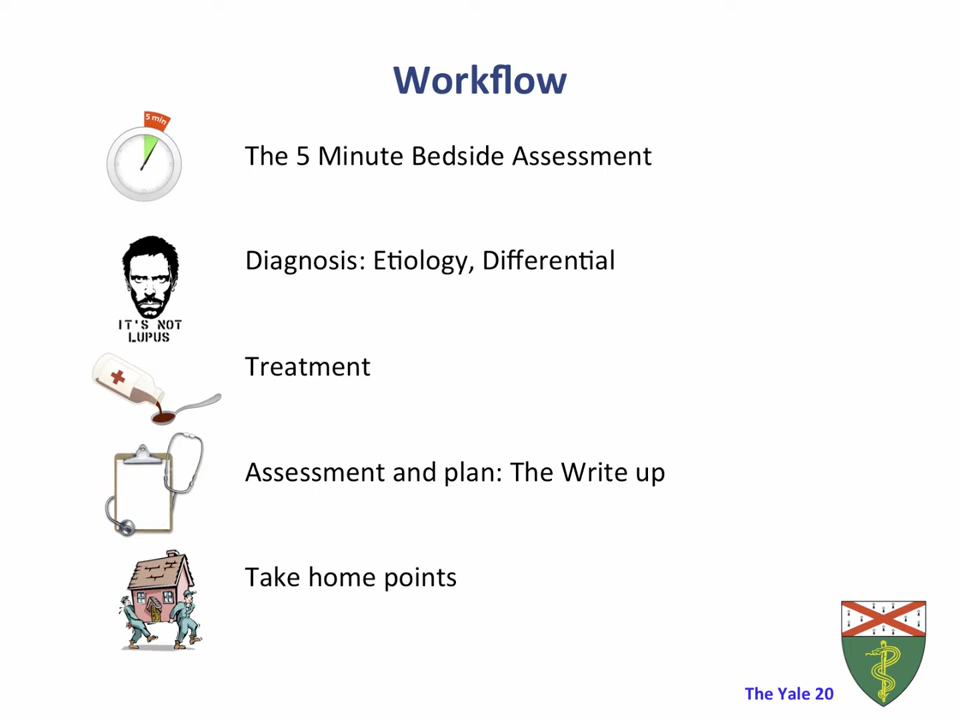 Workflow
5 min
The 5 Minute Bedside Assessment
Diagnosis: Etiology, Differential
IT'S NOT
LUPUS
Treatment
Assessment and plan: The Write up
Take home points
The Yale 20